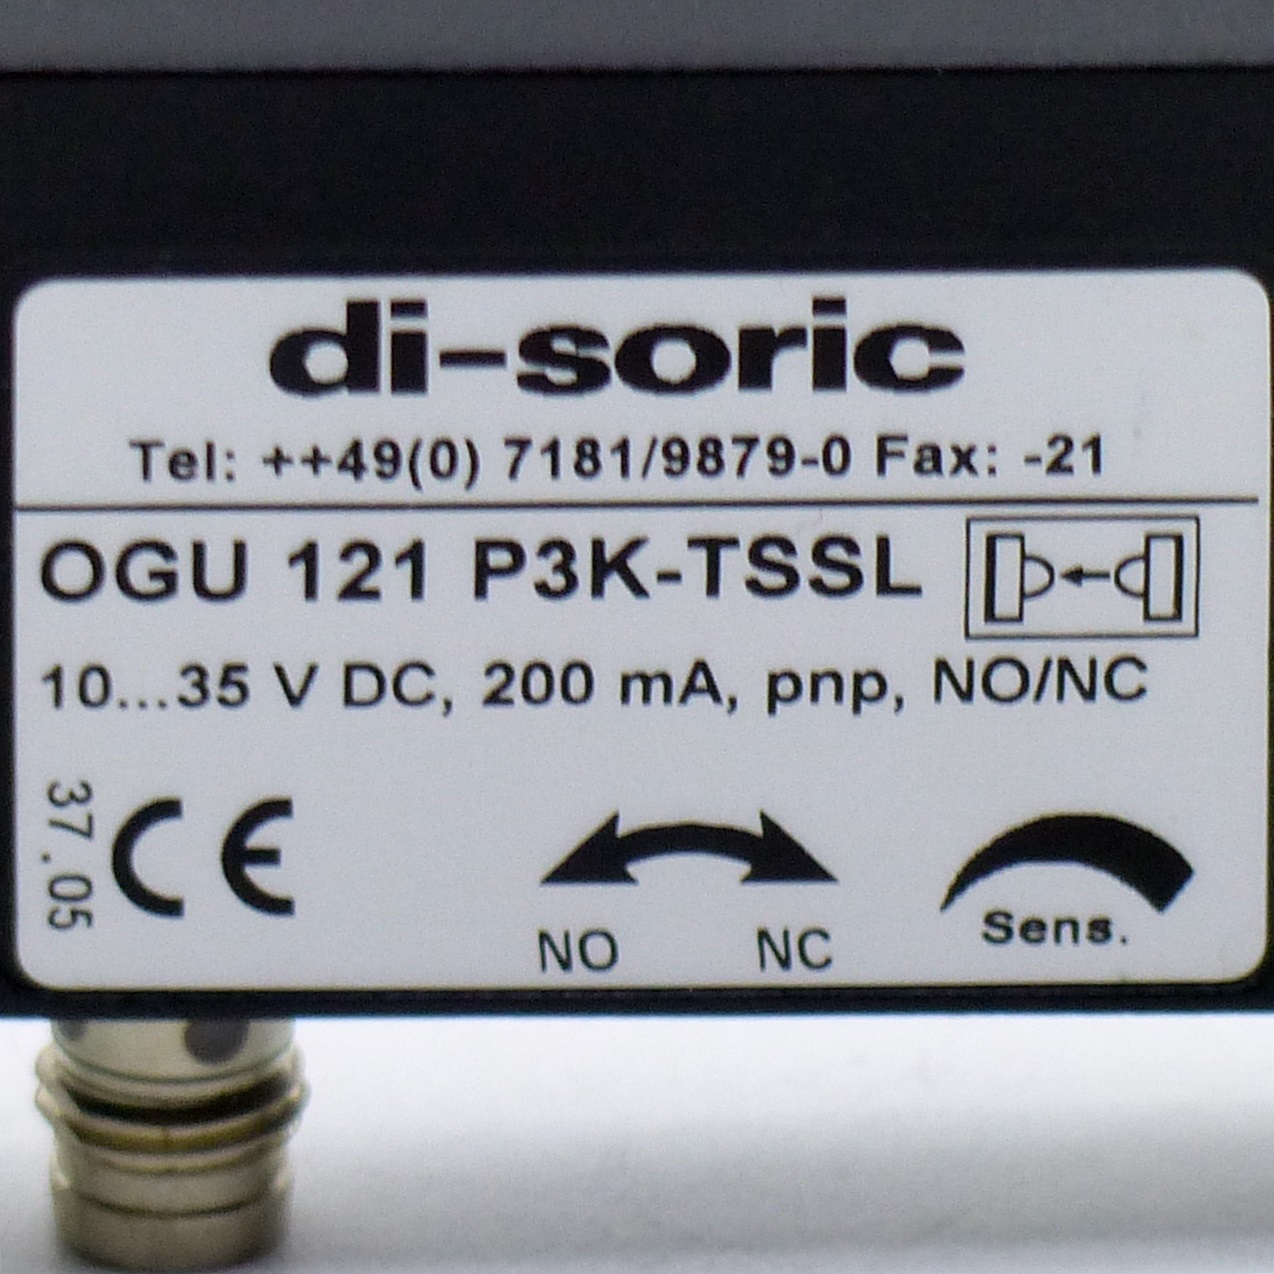 di-soric
Tel: ++49(0) 7181/9879-0 Fax: -21
OGU 121 P3K-TSSL
10...35 V DC, 200 mA, pnp, NO/NC
37.05
CE
NO NC
Sens.